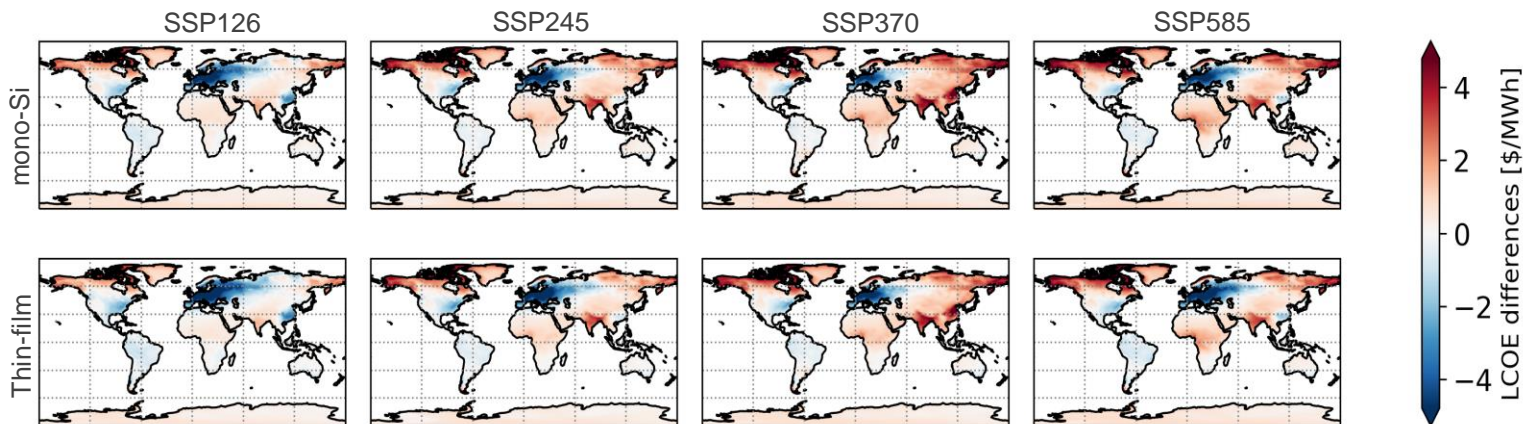 SSP126 SSP245 SSP370 SSP585
mono-Si
Thin-film
4
2
0
−2
−4
LCOE differences [$/MWh]